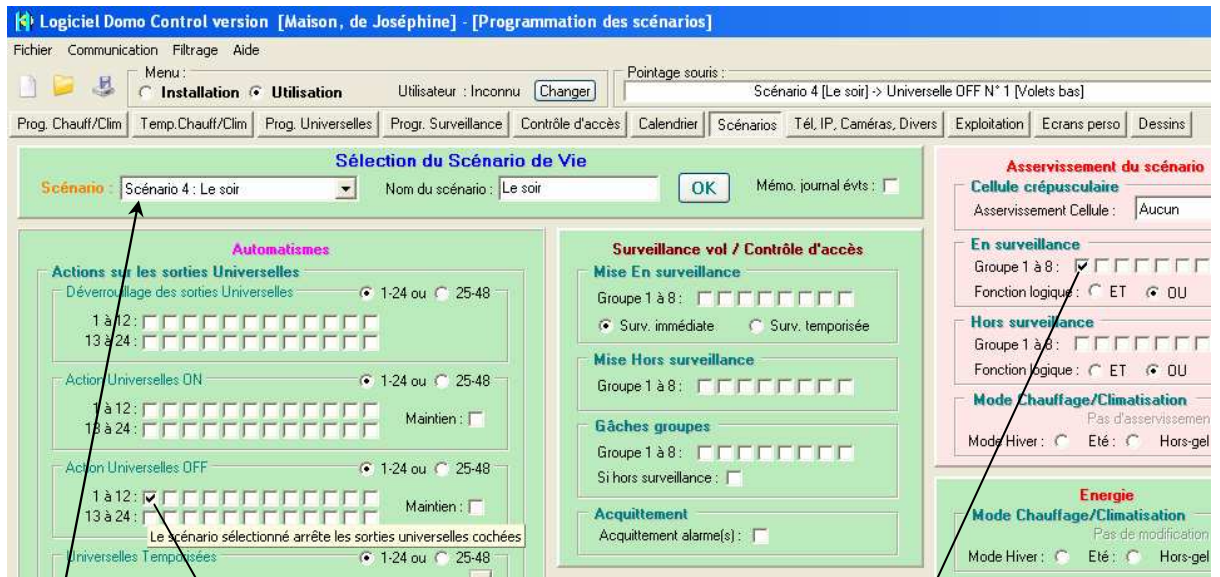 Logiciel Domo Control version [Maison, de Joséphine] - [Programmation des scénarios]
Fichier Communication Filtrage Aide
Menu :
Installation Utilisation
Utilisateur : Inconnu
Changer
Pointage souris :
Scénario 4 [Le soir] -> Universelle OFF N° 1 [Volets bas]
Prog. Chauff/Clim Temp.Chauff/Clim Prog. Universelles Progr. Surveillance Contrôle d'accès Calendrier Scénarios Tél, IP, Caméras, Divers Exploitation Ecrans perso Dessins
Sélection du Scénario de Vie
Scénario : Scénario 4 : Le soir
Nom du scénario : Le soir
OK
Mémo. journal évts :
Automatismes
Actions sur les sorties Universelles
Déverrouillage des sorties Universelles 1-24 ou 25-48
1 à 12 :
13 à 24 :
Action Universelles ON 1-24 ou 25-48
1 à 12 :
Maintien :
13 à 24 :
Action Universelles OFF 1-24 ou 25-48
1 à 12 :
Maintien :
13 à 24 :
Le scénario sélectionné arrête les sorties universelles cochées
Universelles Temporisées 1-24 ou 25-48
Surveillance vol / Contrôle d'accès
Mise En surveillance
Groupe 1 à 8 :
Surv. immédiate Surv. temporisée
Mise Hors surveillance
Groupe 1 à 8 :
Gâches groupes
Groupe 1 à 8 :
Si hors surveillance :
Acquittement
Acquittement alarme(s) :
Asservissement du scénario
Cellule crépusculaire
Asservissement Cellule : Aucun
En surveillance
Groupe 1 à 8 :
Fonction logique : ET OU
Hors surveillance
Groupe 1 à 8 :
Fonction logique : ET OU
Mode Chauffage/Climatisation
Pas d'asservissemen
Mode Hiver : Eté : Hors-gel
Energie
Mode Chauffage/Climatisation
Pas de modification
Mode Hiver : Eté : Hors-gel